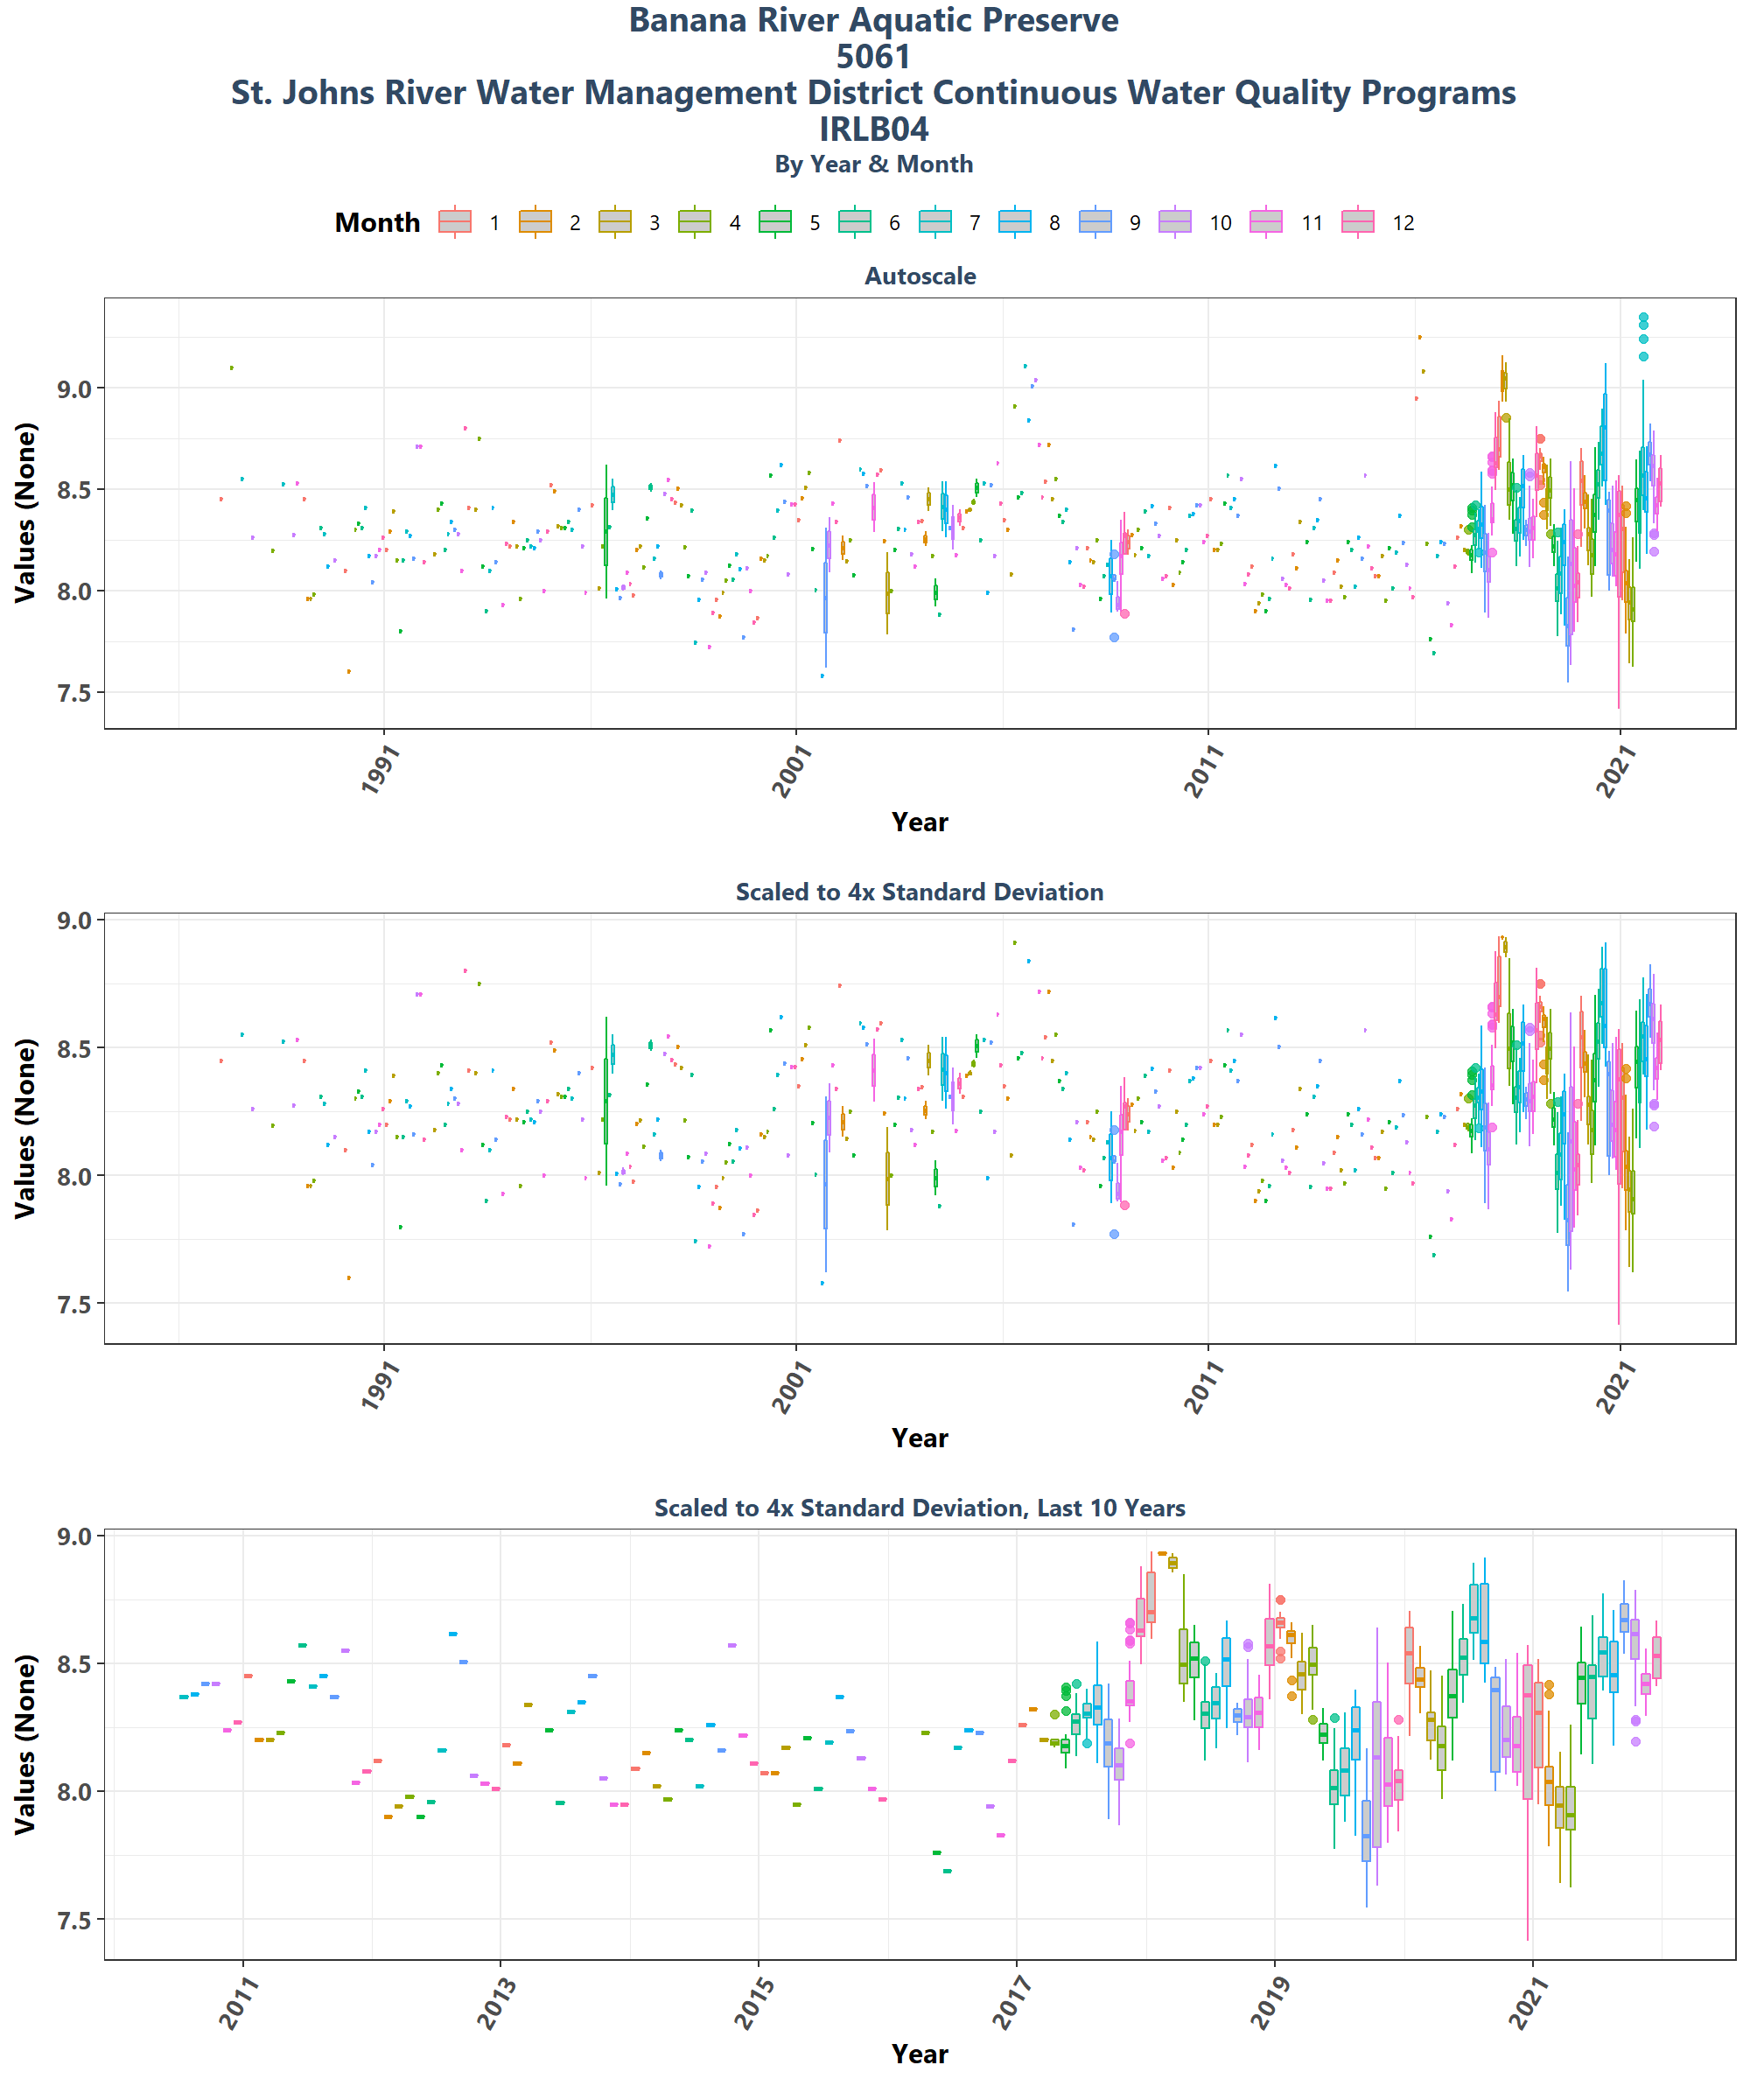 Banana River Aquatic Preserve
5061
St. Johns River Water Management District Continuous Water Quality Programs
IRLB04
By Year & Month
Month 1 2 3 4 5 6 7 8 9 10 11 12
Autoscale
Values (None)
9.0
8.5
8.0
7.5
1991 2001 2011 2021
Year
Scaled to 4x Standard Deviation
Values (None)
9.0
8.5
8.0
7.5
1991 2001 2011 2021
Year
Scaled to 4x Standard Deviation, Last 10 Years
Values (None)
9.0
8.5
8.0
7.5
2011 2013 2015 2017 2019 2021
Year